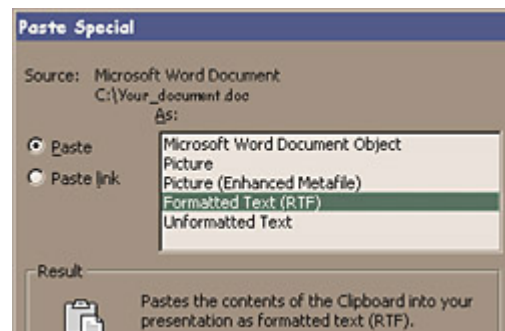 Paste Special
Source: Microsoft Word Document
C:\Your_document.doc
As:
Paste
Paste link
Microsoft Word Document Object
Picture
Picture (Enhanced Metafile)
Formatted Text (RTF)
Unformatted Text
Result
Pastes the contents of the Clipboard into your
presentation as formatted text (RTF).